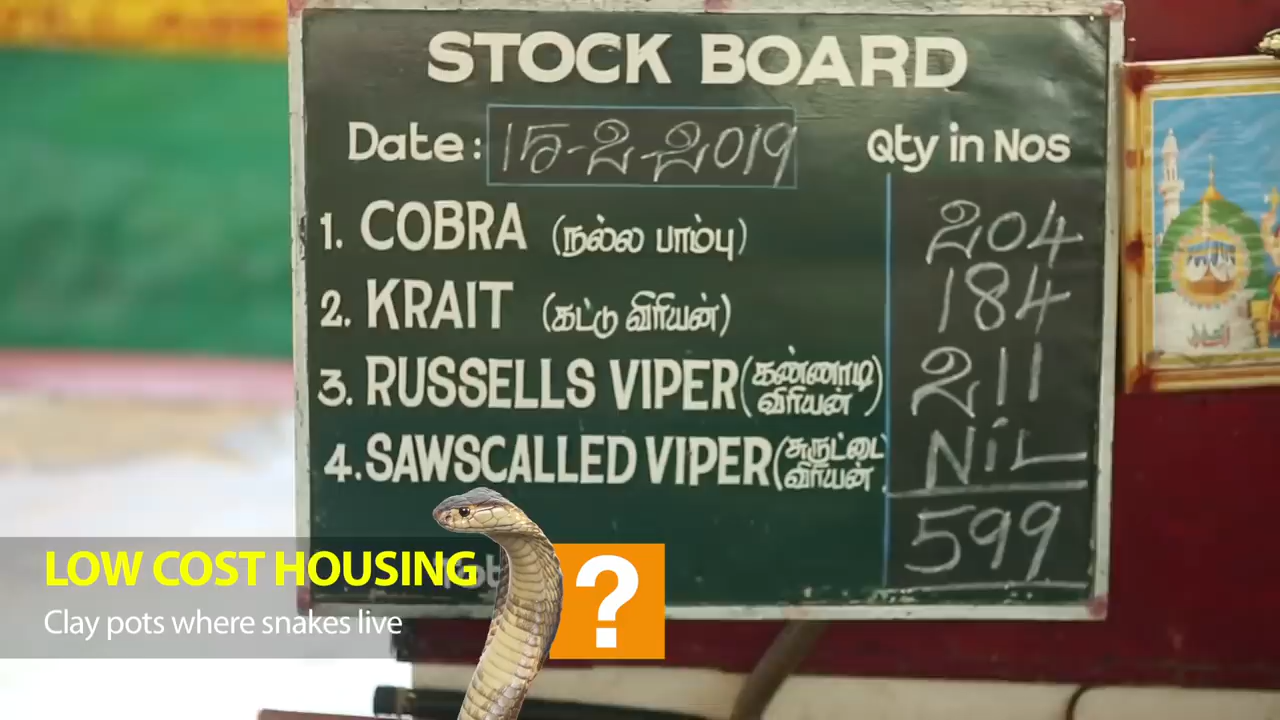 STOCK BOARD
Date: 15-2-2019 Qty in Nos
1. COBRA (நல்ல பாம்பு) 204
2. KRAIT (கட்டு விரியன்) 184
3. RUSSELLS VIPER (கண்ணாடி விரியன்) 211
4. SAWSCALLED VIPER (சுருட்டை விரியன் NiL
599
LOW COST HOUSING
Clay pots where snakes live
?